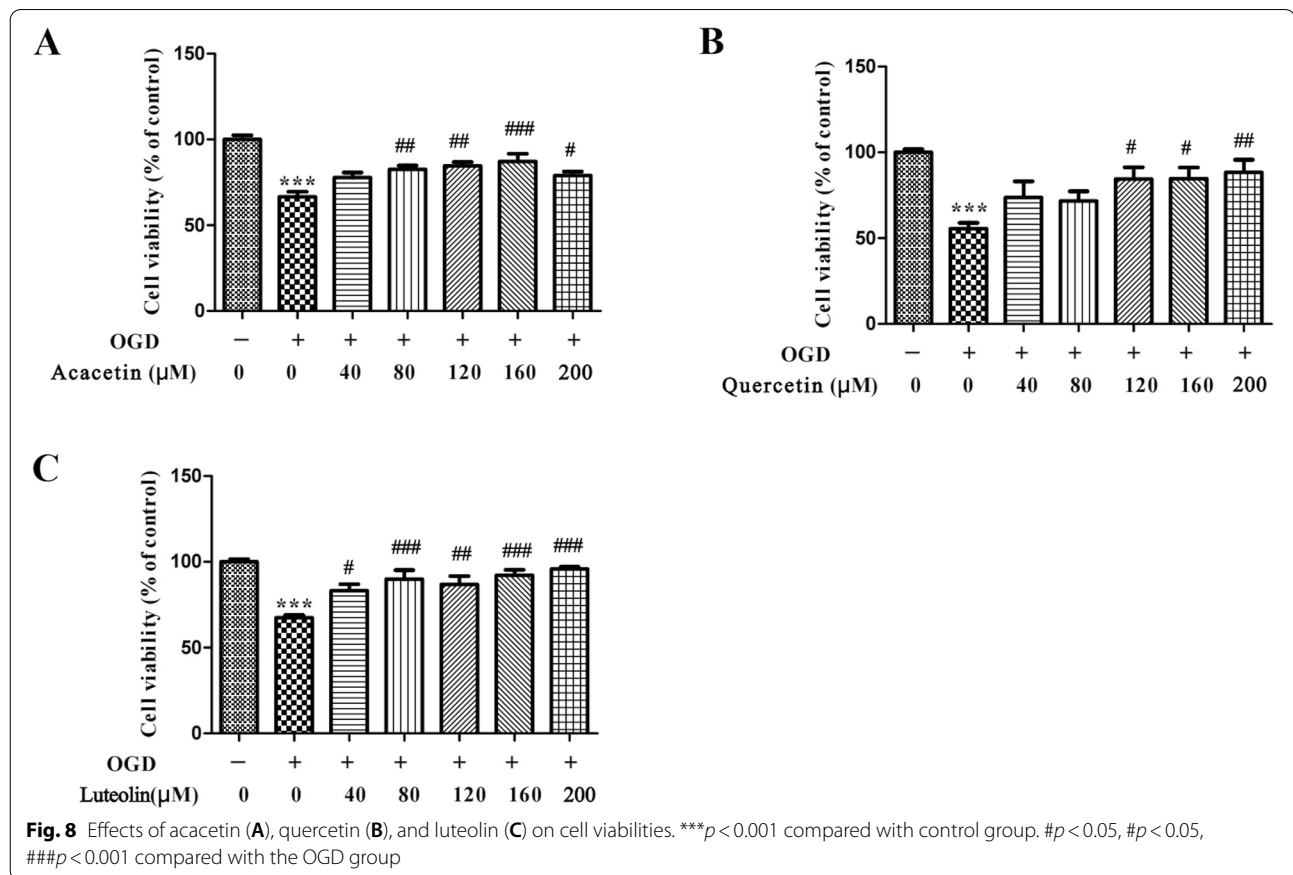 A
Cell viability (% of control)
150
100
50
0
***
##
##
###
#
OGD − + + + + + +
Acacetin (μM) 0 0 40 80 120 160 200
B
Cell viability (% of control)
150
100
50
0
***
#
#
##
OGD − + + + + + +
Quercetin (μM) 0 0 40 80 120 160 200
C
Cell viability (% of control)
150
100
50
0
***
#
###
##
###
###
OGD − + + + + + +
Luteolin(μM) 0 0 40 80 120 160 200
Fig. 8 Effects of acacetin (A), quercetin (B), and luteolin (C) on cell viabilities. ***p < 0.001 compared with control group. #p < 0.05, #p < 0.05,
###p < 0.001 compared with the OGD group